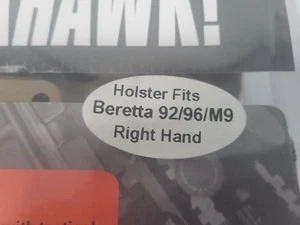 HAWK!
Holster Fits
Beretta 92/96/M9
Right Hand